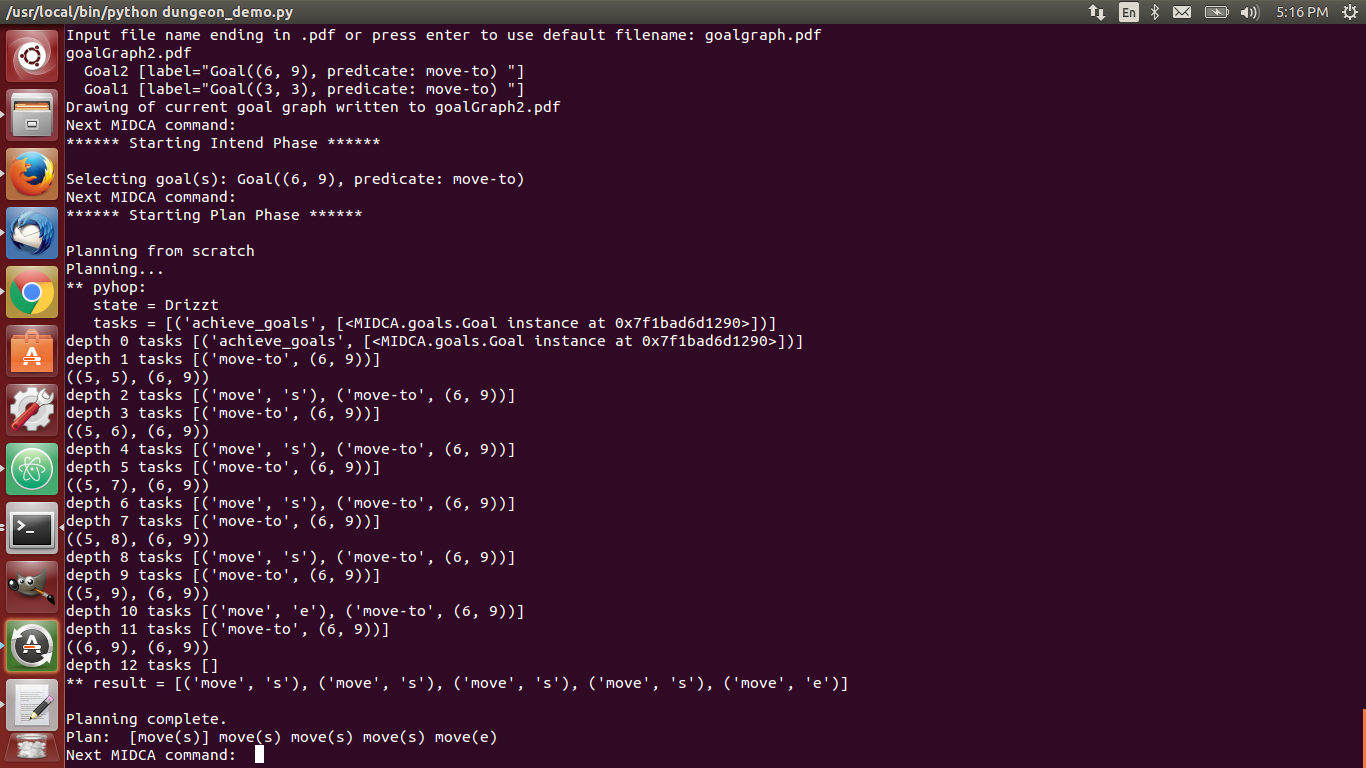 /usr/local/bin/python dungeon_demo.py
En
5:16 PM
Input file name ending in .pdf or press enter to use default filename: goalgraph.pdf
goalGraph2.pdf
  Goal2 [label="Goal((6, 9), predicate: move-to) "]
  Goal1 [label="Goal((3, 3), predicate: move-to) "]
Drawing of current goal graph written to goalGraph2.pdf
Next MIDCA command:
****** Starting Intend Phase ******
Selecting goal(s): Goal((6, 9), predicate: move-to)
Next MIDCA command:
****** Starting Plan Phase ******
Planning from scratch
Planning...
** pyhop:
   state = Drizzt
   tasks = [('achieve_goals', [<MIDCA.goals.Goal instance at 0x7f1bad6d1290>])]
depth 0 tasks [('achieve_goals', [<MIDCA.goals.Goal instance at 0x7f1bad6d1290>])]
depth 1 tasks [('move-to', (6, 9))]
((5, 5), (6, 9))
depth 2 tasks [('move', 's'), ('move-to', (6, 9))]
depth 3 tasks [('move-to', (6, 9))]
((5, 6), (6, 9))
depth 4 tasks [('move', 's'), ('move-to', (6, 9))]
depth 5 tasks [('move-to', (6, 9))]
((5, 7), (6, 9))
depth 6 tasks [('move', 's'), ('move-to', (6, 9))]
depth 7 tasks [('move-to', (6, 9))]
((5, 8), (6, 9))
depth 8 tasks [('move', 's'), ('move-to', (6, 9))]
depth 9 tasks [('move-to', (6, 9))]
((5, 9), (6, 9))
depth 10 tasks [('move', 'e'), ('move-to', (6, 9))]
depth 11 tasks [('move-to', (6, 9))]
((6, 9), (6, 9))
depth 12 tasks []
** result = [('move', 's'), ('move', 's'), ('move', 's'), ('move', 's'), ('move', 'e')]
Planning complete.
Plan:  [move(s)] move(s) move(s) move(s) move(e)
Next MIDCA command: